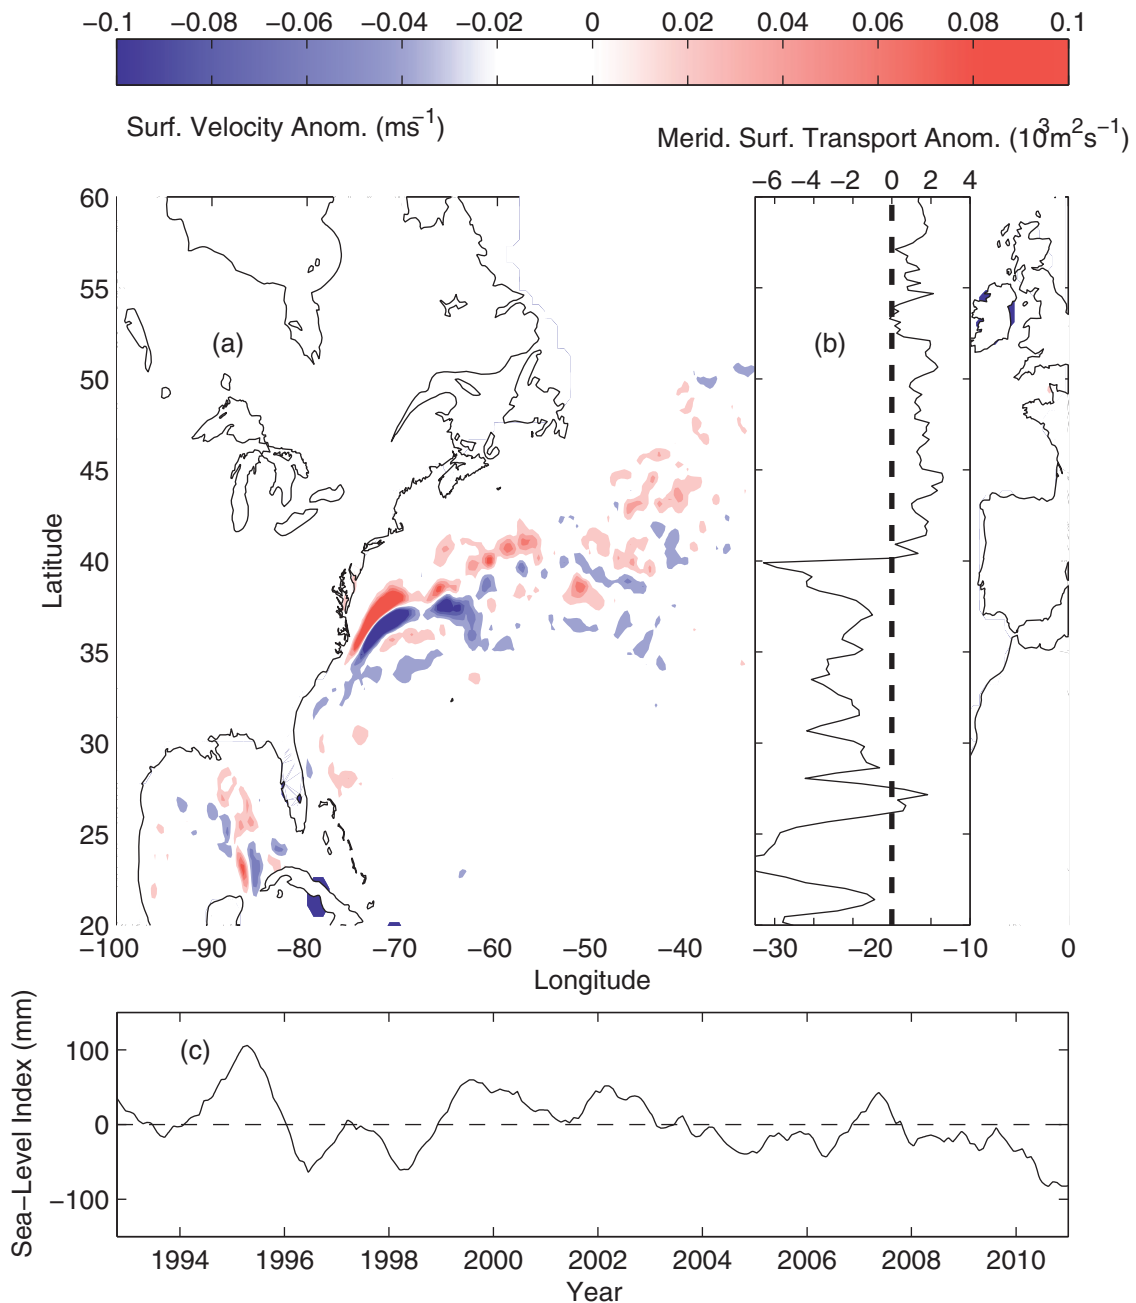 −0.1 −0.08 −0.06 −0.04 −0.02 0 0.02 0.04 0.06 0.08 0.1
Surf. Velocity Anom. (ms−1)
Merid. Surf. Transport Anom. (103m2s−1)
−6 −4 −2 0 2 4
60
55
50
45
40
35
30
25
20
Latitude
(a)
(b)
−100 −90 −80 −70 −60 −50 −40 −30 −20 −10 0
Longitude
Sea−Level Index (mm)
100
0
−100
(c)
1994 1996 1998 2000 2002 2004 2006 2008 2010
Year